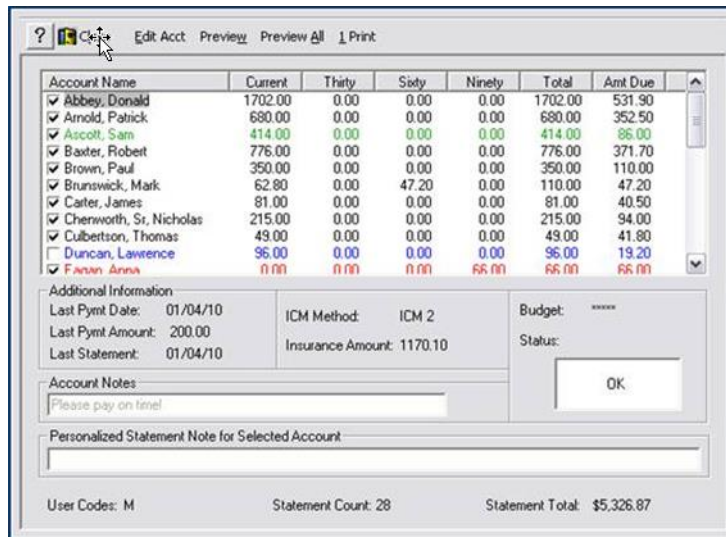 ? Edit Acct Preview Preview All 1 Print
Account Name Current Thirty Sixty Ninety Total Amt Due
Abbey, Donald 1702.00 0.00 0.00 0.00 1702.00 531.90
Arnold, Patrick 680.00 0.00 0.00 0.00 680.00 352.50
Ascott, Sam 414.00 0.00 0.00 0.00 414.00 86.00
Baxter, Robert 776.00 0.00 0.00 0.00 776.00 371.70
Brown, Paul 350.00 0.00 0.00 0.00 350.00 110.00
Brunswick, Mark 62.80 0.00 47.20 0.00 110.00 47.20
Carter, James 81.00 0.00 0.00 0.00 81.00 40.50
Chenworth, Sr, Nicholas 215.00 0.00 0.00 0.00 215.00 94.00
Culbertson, Thomas 49.00 0.00 0.00 0.00 49.00 41.80
Duncan, Lawrence 96.00 0.00 0.00 0.00 96.00 19.20
Fagan, Anna 0.00 0.00 0.00 66.00 66.00 66.00
Additional Information
Last Pymt Date: 01/04/10
Last Pymt Amount: 200.00
Last Statement: 01/04/10
ICM Method: ICM 2
Insurance Amount: 1170.10
Budget: *****
Status:
OK
Account Notes
Please pay on time!
Personalized Statement Note for Selected Account
User Codes: M Statement Count: 28 Statement Total: $5,326.87